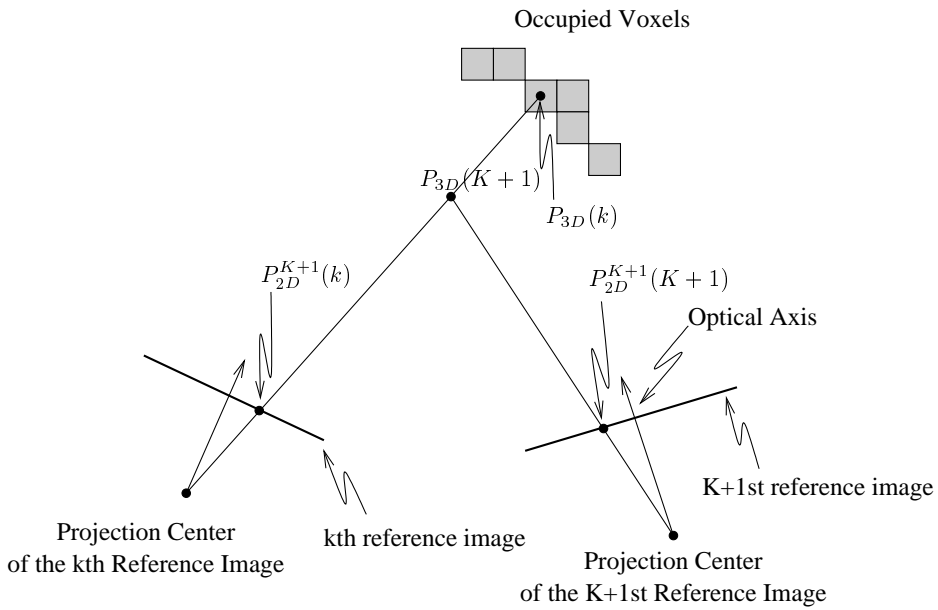 Occupied Voxels
P_{3D}(K + 1)
P_{3D}(k)
P_{2D}^{K+1}(k)
P_{2D}^{K+1}(K + 1)
Optical Axis
K+1st reference image
kth reference image
Projection Center
of the kth Reference Image
Projection Center
of the K+1st Reference Image